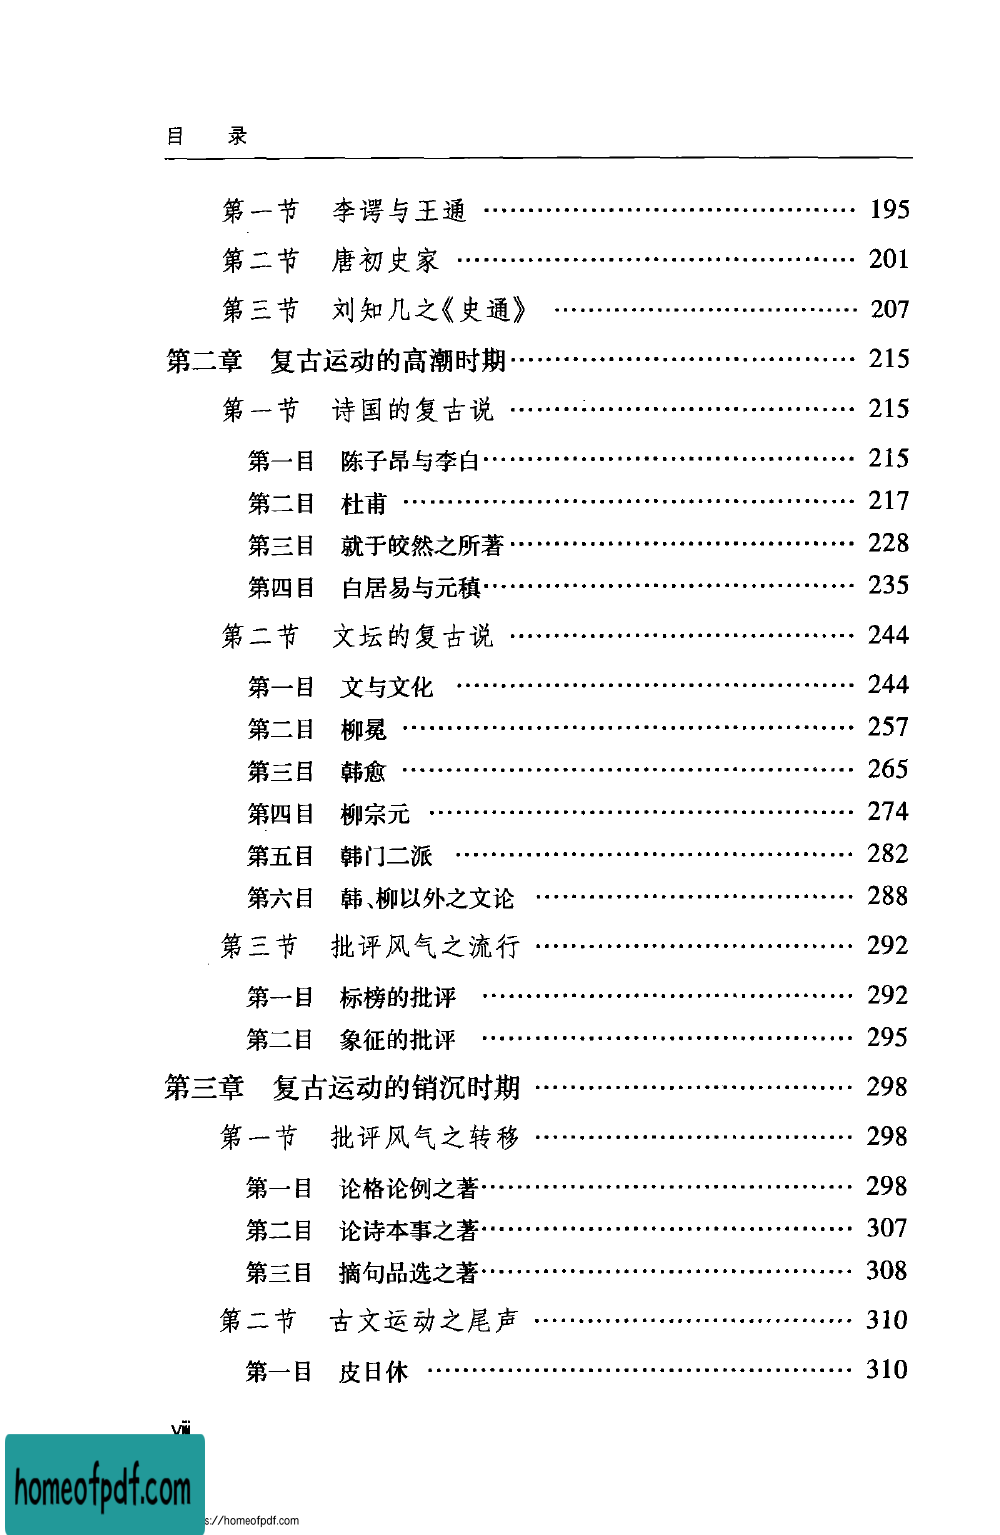 目 录
第一节 李谔与王通 …………………………………… 195
第二节 唐初史家 ……………………………………… 201
第三节 刘知几之《史通》 …………………………… 207
第二章 复古运动的高潮时期………………………………… 215
第一节 诗国的复古说 ………………………………… 215
第一目 陈子昂与李白…………………………………… 215
第二目 杜甫 …………………………………………… 217
第三目 就于皎然之所著………………………………… 228
第四目 白居易与元稹…………………………………… 235
第二节 文坛的复古说 ………………………………… 244
第一目 文与文化 ……………………………………… 244
第二目 柳冕 …………………………………………… 257
第三目 韩愈 …………………………………………… 265
第四目 柳宗元 ………………………………………… 274
第五目 韩门二派 ……………………………………… 282
第六目 韩、柳以外之文论 ……………………………… 288
第三节 批评风气之流行 ……………………………… 292
第一目 标榜的批评 …………………………………… 292
第二目 象征的批评 …………………………………… 295
第三章 复古运动的销沉时期 ……………………………… 298
第一节 批评风气之转移 ……………………………… 298
第一目 论格论例之著…………………………………… 298
第二目 论诗本事之著…………………………………… 307
第三目 摘句品选之著…………………………………… 308
第二节 古文运动之尾声 ……………………………… 310
第一目 皮日休 ………………………………………… 310
viii
homeofpdf.com
s://homeofpdf.com